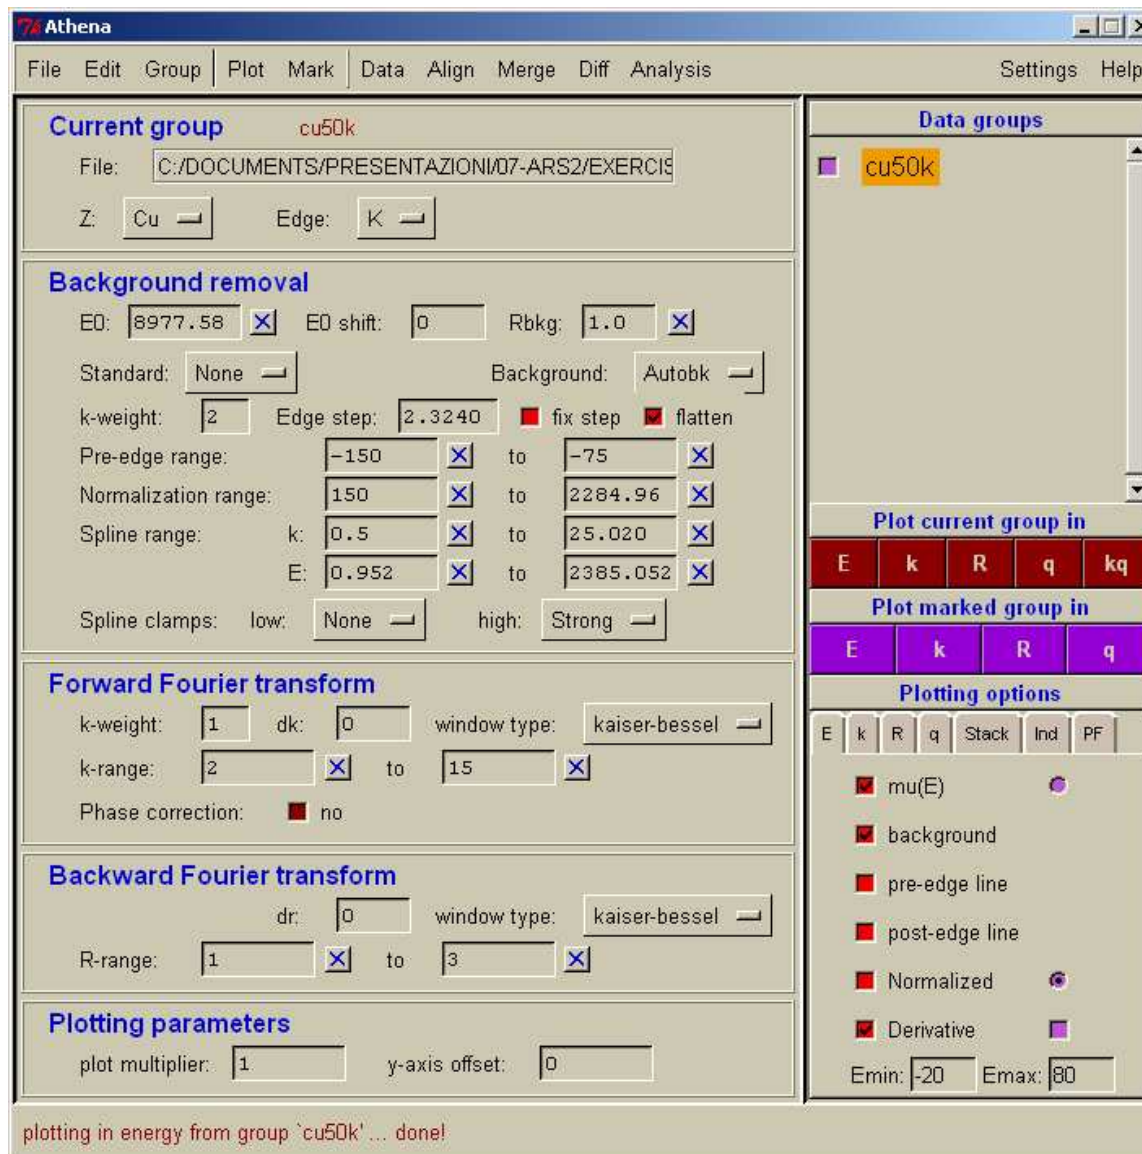 Athena
File Edit Group Plot Mark Data Align Merge Diff Analysis Settings Help
Current group cu50k
File: C:/DOCUMENTS/PRESENTAZIONI/07-ARS2/EXERCIS
Z: Cu Edge: K
Background removal
E0: 8977.58 E0 shift: 0 Rbkg: 1.0
Standard: None Background: Autobk
k-weight: 2 Edge step: 2.3240 fix step flatten
Pre-edge range: -150 to -75
Normalization range: 150 to 2284.96
Spline range: k: 0.5 to 25.020
E: 0.952 to 2385.052
Spline clamps: low: None high: Strong
Forward Fourier transform
k-weight: 1 dk: 0 window type: kaiser-bessel
k-range: 2 to 15
Phase correction: no
Backward Fourier transform
dr: 0 window type: kaiser-bessel
R-range: 1 to 3
Plotting parameters
plot multiplier: 1 y-axis offset: 0
Data groups
cu50k
Plot current group in
E k R q kq
Plot marked group in
E k R q
Plotting options
E k R q Stack Ind PF
mu(E)
background
pre-edge line
post-edge line
Normalized
Derivative
Emin: -20 Emax: 80
plotting in energy from group `cu50k' ... done!